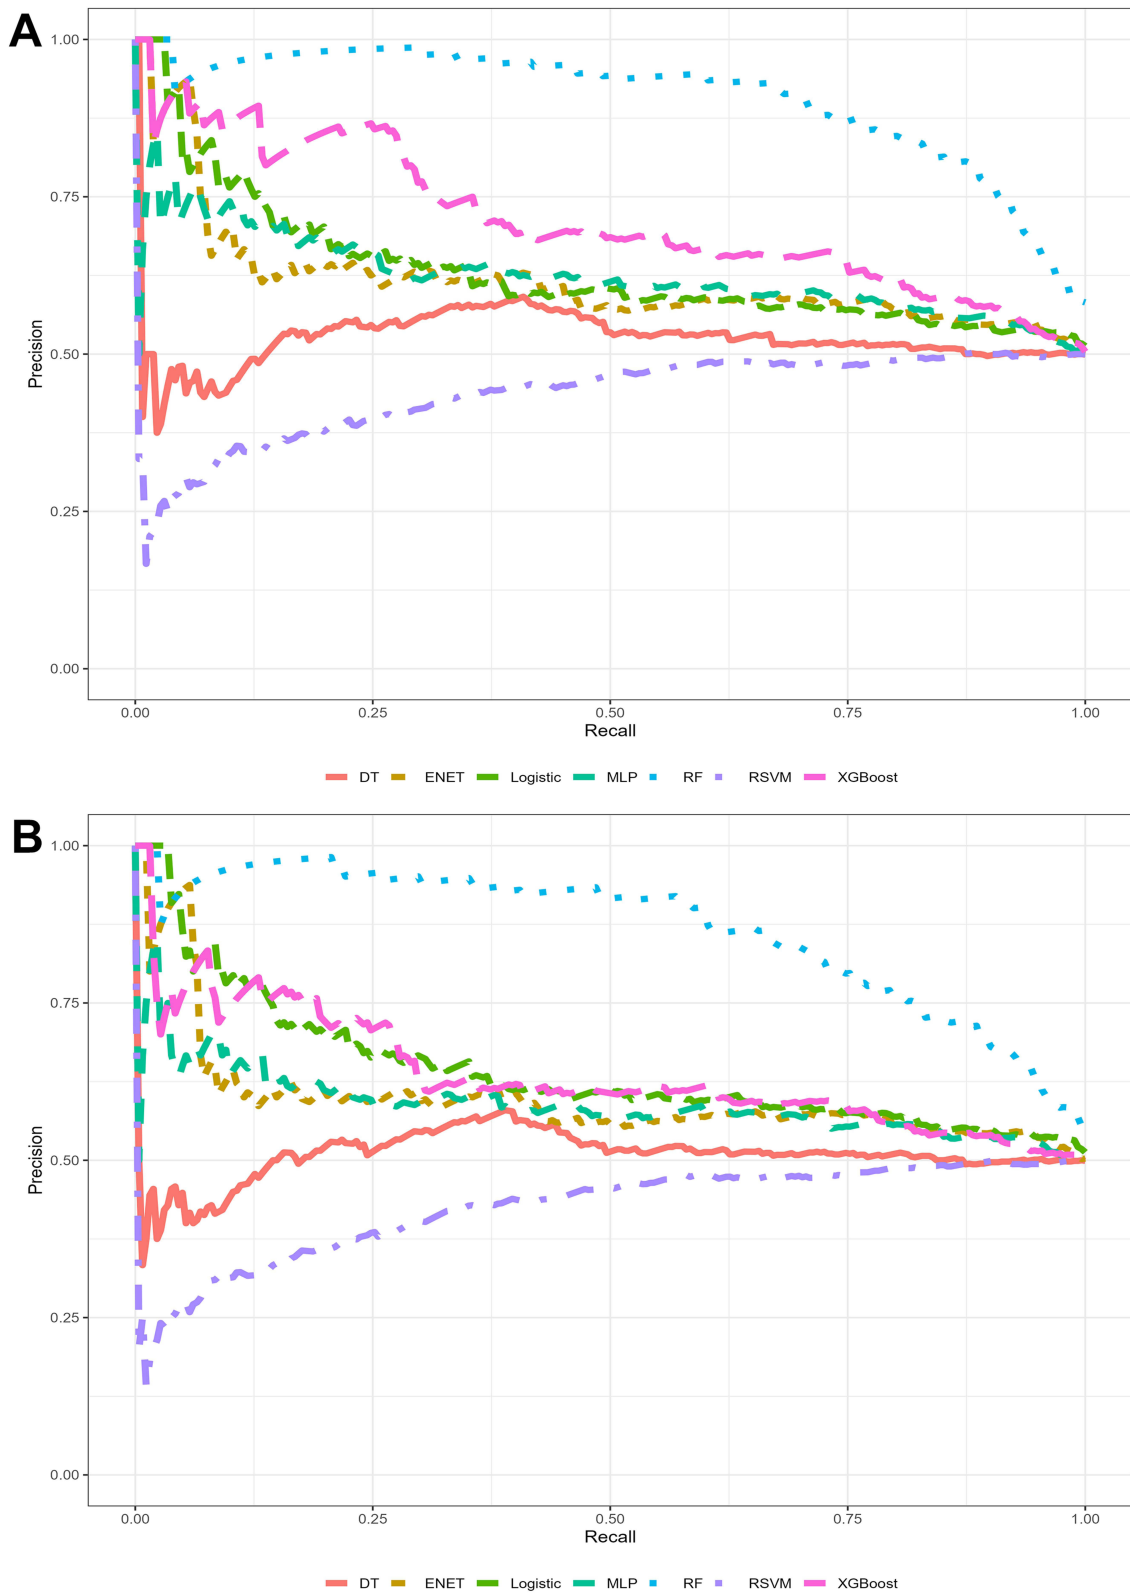 A
1.00
0.75
0.50
0.25
0.00
Precision
0.00 0.25 0.50 0.75 1.00
Recall
DT ENET Logistic MLP RF RSVM XGBoost
B
1.00
0.75
0.50
0.25
0.00
Precision
0.00 0.25 0.50 0.75 1.00
Recall
DT ENET Logistic MLP RF RSVM XGBoost